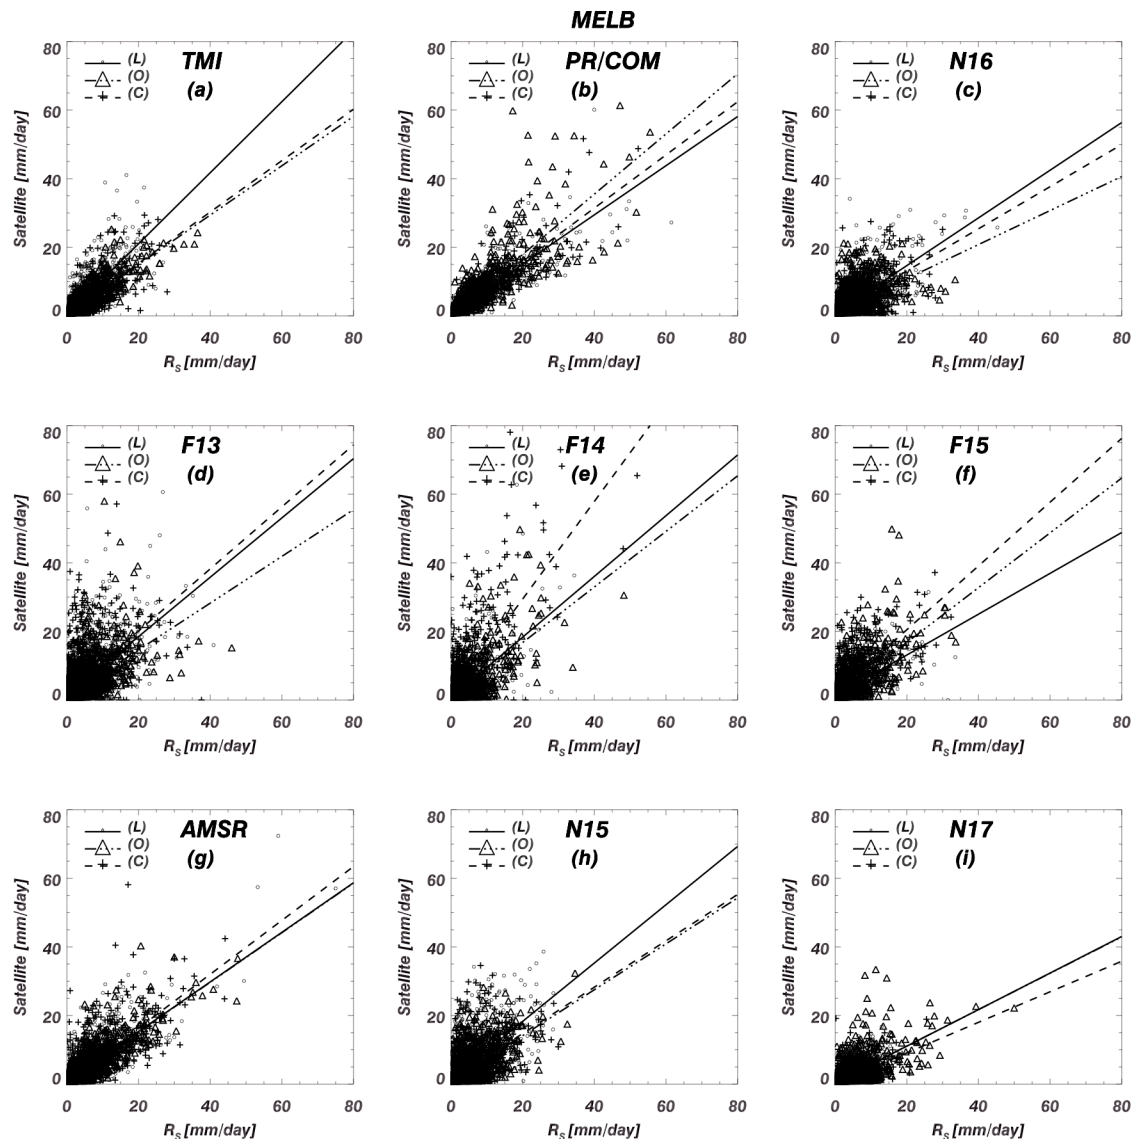 MELB
80
60
40
20
0
Satellite [mm/day]
(L)
(O)
(C)
TMI
(a)
0 20 40 60 80
R_S [mm/day]
80
60
40
20
0
Satellite [mm/day]
(L)
(O)
(C)
PR/COM
(b)
0 20 40 60 80
R_S [mm/day]
80
60
40
20
0
Satellite [mm/day]
(L)
(O)
(C)
N16
(c)
0 20 40 60 80
R_S [mm/day]
80
60
40
20
0
Satellite [mm/day]
(L)
(O)
(C)
F13
(d)
0 20 40 60 80
R_S [mm/day]
80
60
40
20
0
Satellite [mm/day]
(L)
(O)
(C)
F14
(e)
0 20 40 60 80
R_S [mm/day]
80
60
40
20
0
Satellite [mm/day]
(L)
(O)
(C)
F15
(f)
0 20 40 60 80
R_S [mm/day]
80
60
40
20
0
Satellite [mm/day]
(L)
(O)
(C)
AMSR
(g)
0 20 40 60 80
R_S [mm/day]
80
60
40
20
0
Satellite [mm/day]
(L)
(O)
(C)
N15
(h)
0 20 40 60 80
R_S [mm/day]
80
60
40
20
0
Satellite [mm/day]
(L)
(O)
(C)
N17
(i)
0 20 40 60 80
R_S [mm/day]